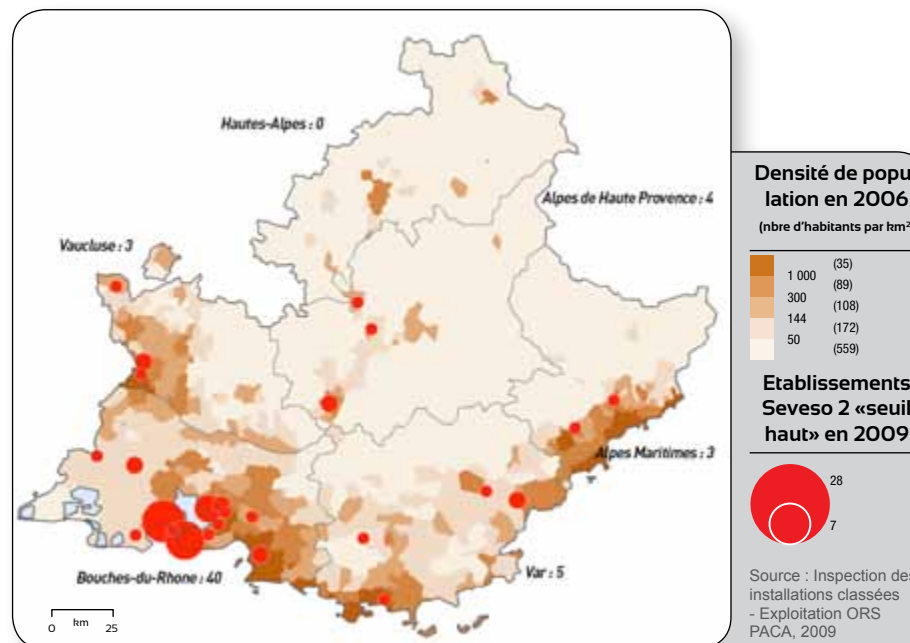 Hautes-Alpes : 0
Alpes de Haute Provence : 4
Vaucluse : 3
Alpes Maritimes : 3
Var : 5
Bouches-du-Rhone : 40
km
0 25
Densité de popu
lation en 2006
(nbre d'habitants par km²
(35)
1 000
(89)
300
(108)
144
(172)
50
(559)
Etablissements
Seveso 2 «seuil
haut» en 2009
28
7
Source : Inspection des
installations classées
- Exploitation ORS
PACA, 2009